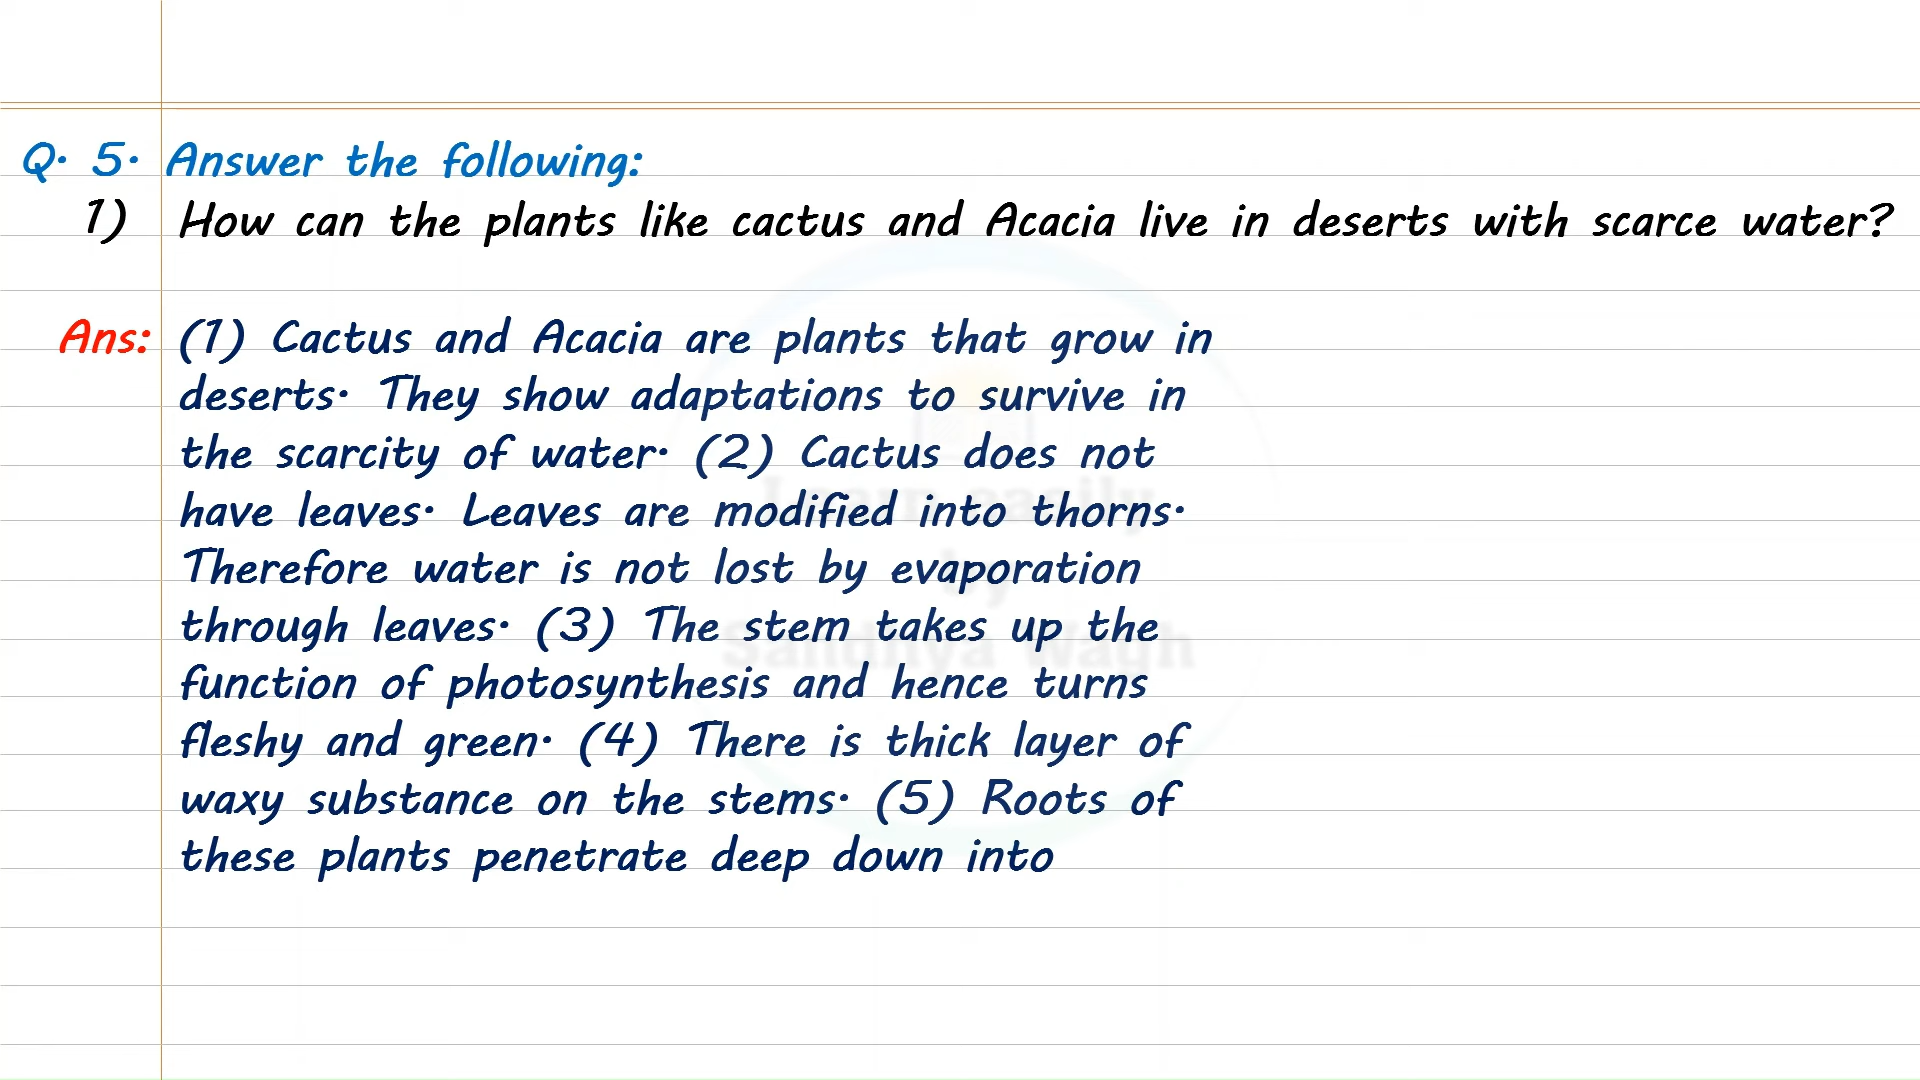 Q. 5. Answer the following:
1) How can the plants like cactus and Acacia live in deserts with scarce water?
Ans: (1) Cactus and Acacia are plants that grow in
deserts. They show adaptations to survive in
the scarcity of water. (2) Cactus does not
have leaves. Leaves are modified into thorns.
Therefore water is not lost by evaporation
through leaves. (3) The stem takes up the
function of photosynthesis and hence turns
fleshy and green. (4) There is thick layer of
waxy substance on the stems. (5) Roots of
these plants penetrate deep down into
Learn easily
by
Sandhya Wagh